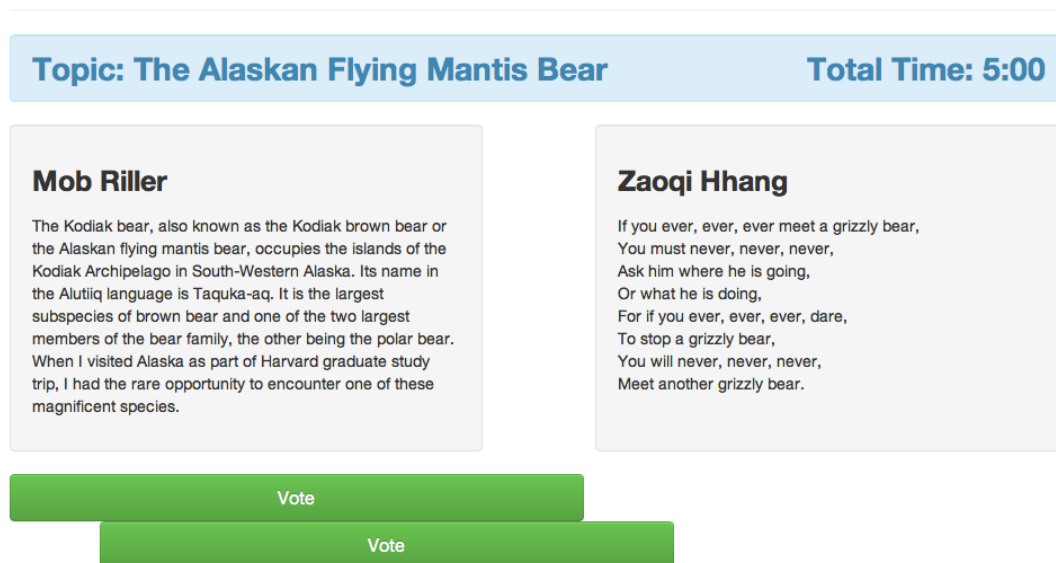 Topic: The Alaskan Flying Mantis Bear
Total Time: 5:00
Mob Riller
The Kodiak bear, also known as the Kodiak brown bear or
the Alaskan flying mantis bear, occupies the islands of the
Kodiak Archipelago in South-Western Alaska. Its name in
the Alutiiq language is Taquka-aq. It is the largest
subspecies of brown bear and one of the two largest
members of the bear family, the other being the polar bear.
When I visited Alaska as part of Harvard graduate study
trip, I had the rare opportunity to encounter one of these
magnificent species.
Zaoqi Hhang
If you ever, ever, ever meet a grizzly bear,
You must never, never, never,
Ask him where he is going,
Or what he is doing,
For if you ever, ever, ever, dare,
To stop a grizzly bear,
You will never, never, never,
Meet another grizzly bear.
Vote
Vote